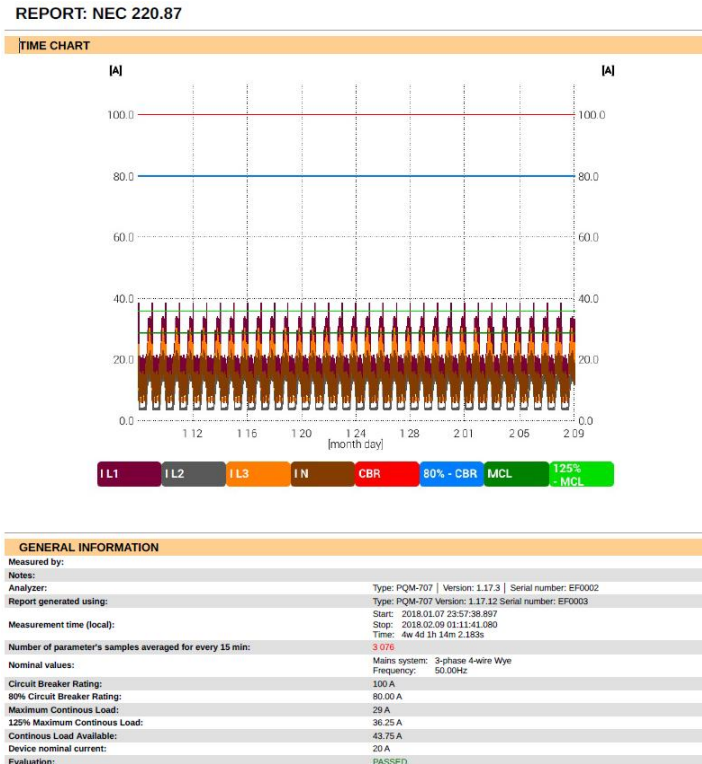 REPORT: NEC 220.87
TIME CHART
[A] [A]
100.0 100.0
80.0 80.0
60.0 60.0
40.0 40.0
20.0 20.0
0.0 0.0
1 12 1 16 1 20 1 24 1 28 2 01 2 05 2 09
[month day]
I L1 I L2 I L3 I N CBR 80% - CBR MCL 125% - MCL
GENERAL INFORMATION
Measured by:
Notes:
Analyzer: Type: PQM-707 | Version: 1.17.3 | Serial number: EF0002
Report generated using: Type: PQM-707 Version: 1.17.12 Serial number: EF0003
Measurement time (local): Start: 2018.01.07 23:57:38.897
Stop: 2018.02.09 01:11:41.080
Time: 4w 4d 1h 14m 2.183s
Number of parameter's samples averaged for every 15 min: 3 076
Nominal values: Mains system: 3-phase 4-wire Wye
Frequency: 50.00Hz
Circuit Breaker Rating: 100 A
80% Circuit Breaker Rating: 80.00 A
Maximum Continous Load: 29 A
125% Maximum Continous Load: 36.25 A
Continous Load Available: 43.75 A
Device nominal current: 20 A
Evaluation: PASSED